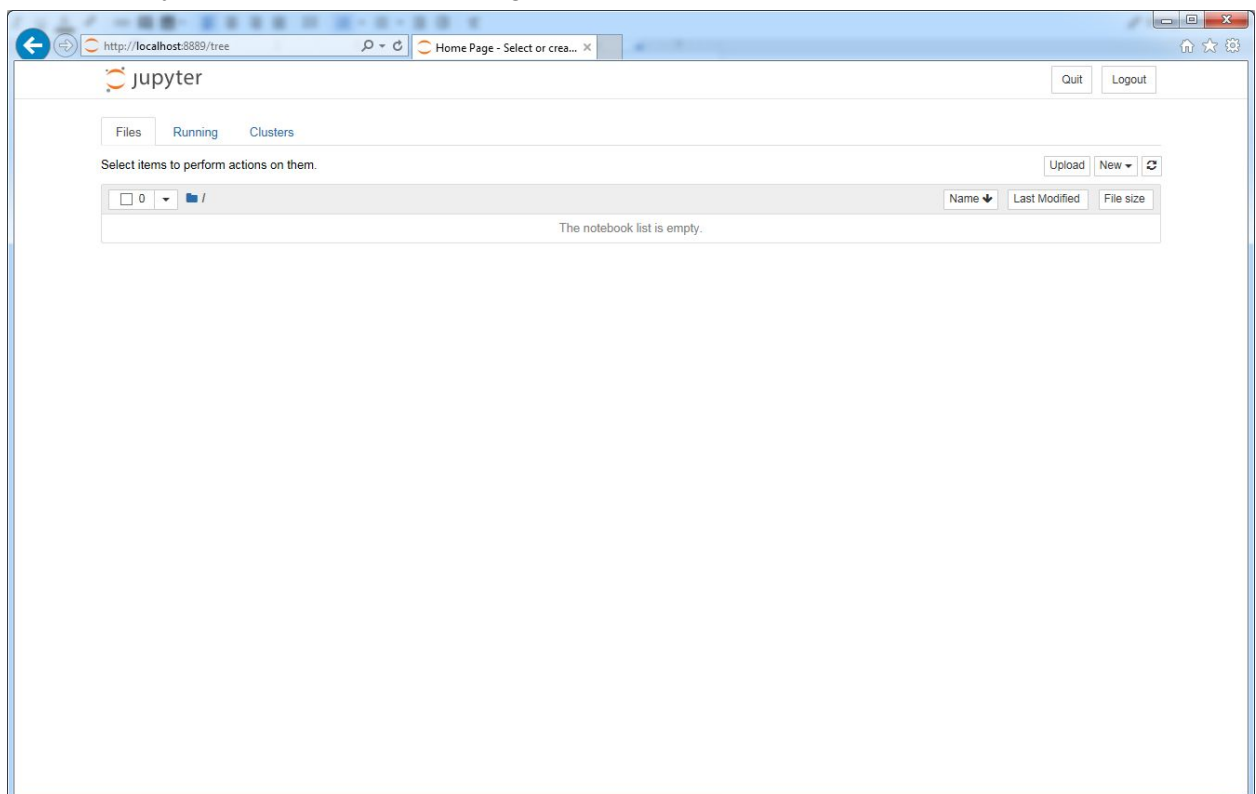 http://localhost:8889/tree
Home Page - Select or crea...
jupyter
Quit Logout
Files Running Clusters
Select items to perform actions on them.
Upload New
0 /
Name Last Modified File size
The notebook list is empty.